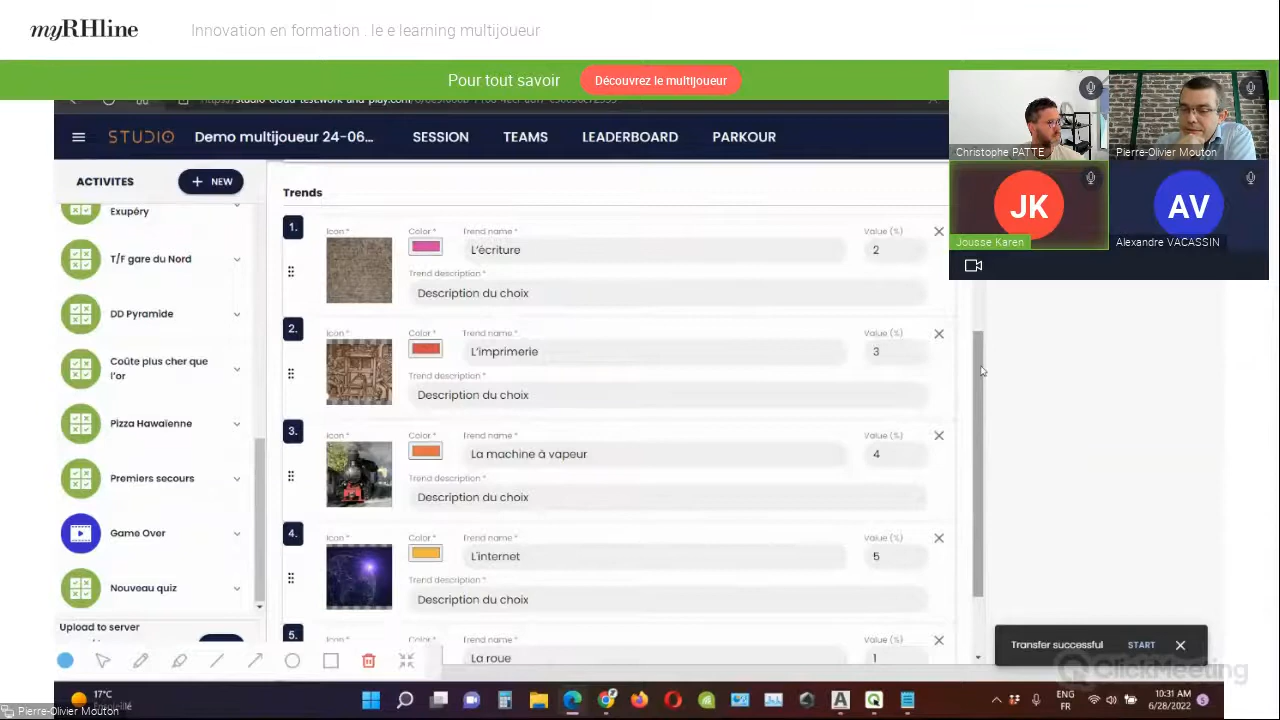 myRHline
Innovation en formation . le e learning multijoueur
Pour tout savoir
Découvrez le multijoueur
STUDIO
Demo multijoueur 24-06...
SESSION
TEAMS
LEADERBOARD
PARKOUR
Christophe PATTE
Pierre-Olivier Mouton
JK
Jousse Karen
AV
Alexandre VACASSIN
ACTIVITES
+ NEW
Exupéry
T/F gare du Nord
DD Pyramide
Coûte plus cher que
l'or
Pizza Hawaïenne
Premiers secours
Game Over
Nouveau quiz
Upload to server
Trends
1.
Icon *
Color *
Trend name *
Value (%)
L'écriture
2
Trend description *
Description du choix
2.
Icon *
Color *
Trend name *
Value (%)
L'imprimerie
3
Trend description *
Description du choix
3.
Icon *
Color *
Trend name *
Value (%)
La machine à vapeur
4
Trend description *
Description du choix
4.
Icon *
Color *
Trend name *
Value (%)
L'internet
5
Trend description *
Description du choix
5.
Icon *
Color *
Trend name *
Value (%)
La roue
1
Transfer successful
START
ClickMeeting
17°C
Ensoleillé
ENG
FR
10:31 AM
6/28/2022
Pierre-Olivier Mouton